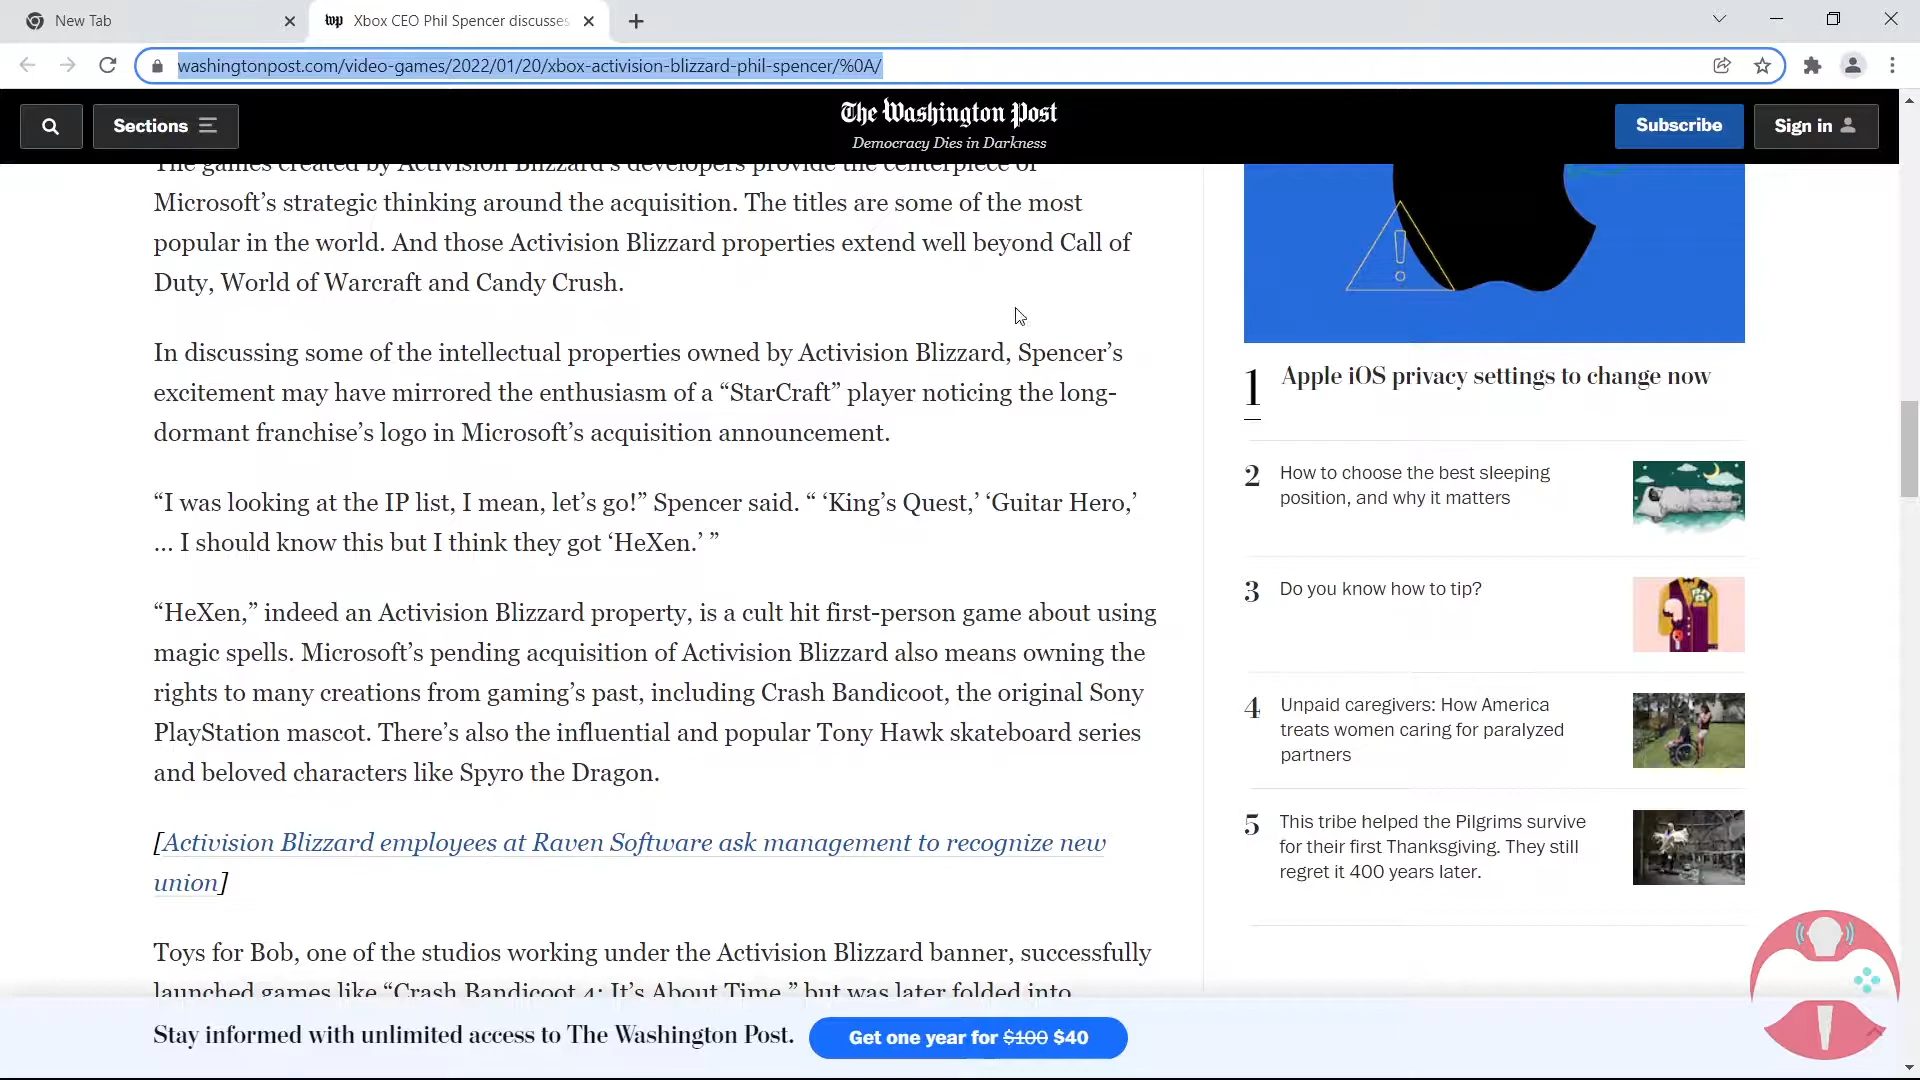 New Tab
Xbox CEO Phil Spencer discusses
washingtonpost.com/video-games/2022/01/20/xbox-activision-blizzard-phil-spencer/%0A/
Sections
The Washington Post
Democracy Dies in Darkness
Subscribe
Sign in
The games created by Activision Blizzard’s developers provide the centerpiece of
Microsoft’s strategic thinking around the acquisition. The titles are some of the most
popular in the world. And those Activision Blizzard properties extend well beyond Call of
Duty, World of Warcraft and Candy Crush.
In discussing some of the intellectual properties owned by Activision Blizzard, Spencer’s
excitement may have mirrored the enthusiasm of a “StarCraft” player noticing the long-
dormant franchise’s logo in Microsoft’s acquisition announcement.
“I was looking at the IP list, I mean, let’s go!” Spencer said. “ ‘King’s Quest,’ ‘Guitar Hero,’
… I should know this but I think they got ‘HeXen.’ ”
“HeXen,” indeed an Activision Blizzard property, is a cult hit first-person game about using
magic spells. Microsoft’s pending acquisition of Activision Blizzard also means owning the
rights to many creations from gaming’s past, including Crash Bandicoot, the original Sony
PlayStation mascot. There’s also the influential and popular Tony Hawk skateboard series
and beloved characters like Spyro the Dragon.
[Activision Blizzard employees at Raven Software ask management to recognize new
union]
Toys for Bob, one of the studios working under the Activision Blizzard banner, successfully
launched games like “Crash Bandicoot 4: It’s About Time,” but was later folded into
1 Apple iOS privacy settings to change now
2 How to choose the best sleeping
position, and why it matters
3 Do you know how to tip?
4 Unpaid caregivers: How America
treats women caring for paralyzed
partners
5 This tribe helped the Pilgrims survive
for their first Thanksgiving. They still
regret it 400 years later.
Stay informed with unlimited access to The Washington Post.
Get one year for $100 $40